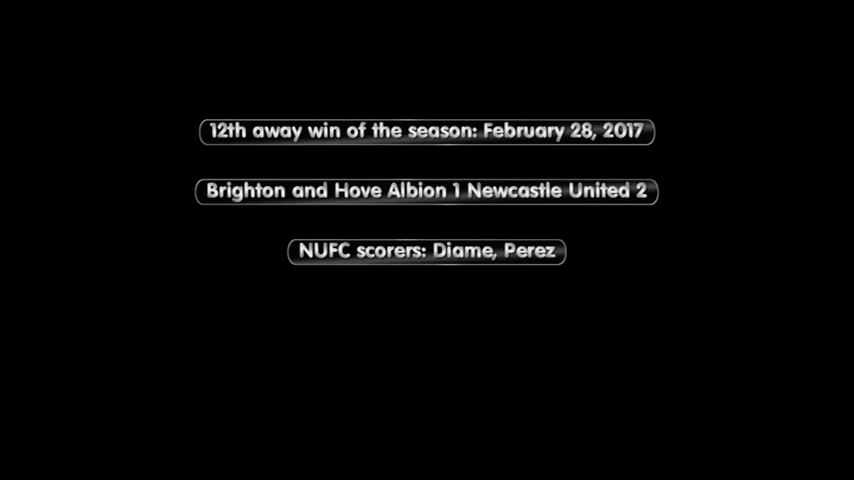 12th away win of the season: February 28, 2017
Brighton and Hove Albion 1 Newcastle United 2
NUFC scorers: Diame, Perez